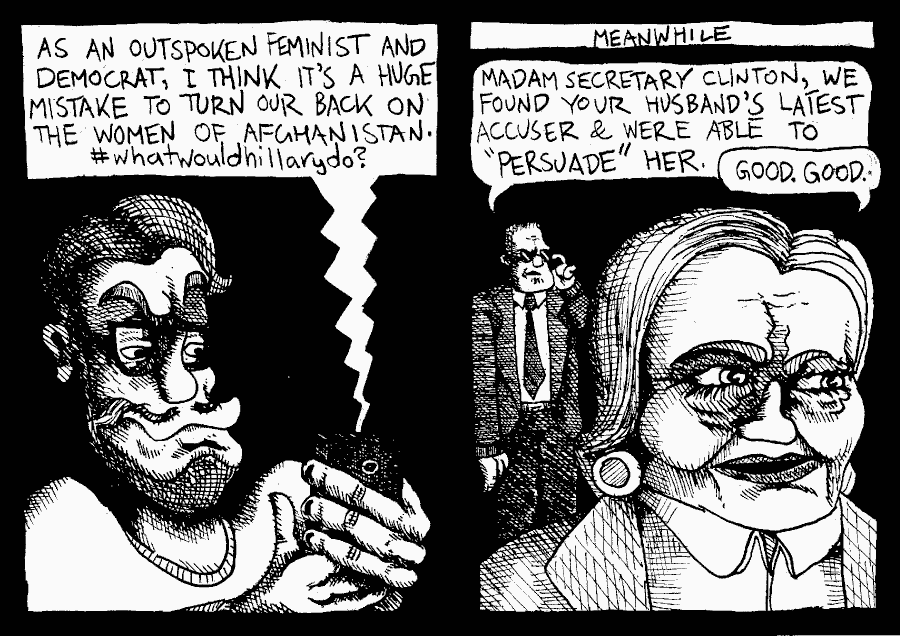 AS AN OUTSPOKEN FEMINIST AND
DEMOCRAT, I THINK IT'S A HUGE
MISTAKE TO TURN OUR BACK ON
THE WOMEN OF AFGHANISTAN.
#whatwouldhillarydo?
MEANWHILE
MADAM SECRETARY CLINTON, WE
FOUND YOUR HUSBAND'S LATEST
ACCUSER & WERE ABLE TO
"PERSUADE" HER.
GOOD. GOOD.